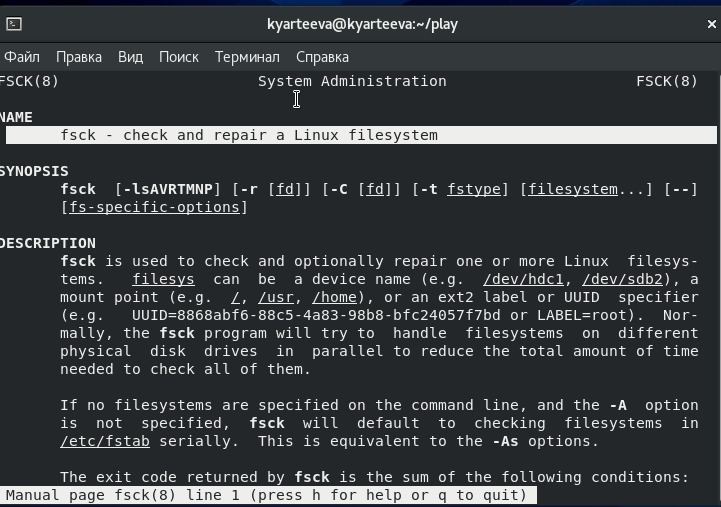 kyarteeva@kyarteeva:~/play
Файл Правка Вид Поиск Терминал Справка
FSCK(8) System Administration FSCK(8)
NAME
fsck - check and repair a Linux filesystem
SYNOPSIS
fsck [-lsAVRTMNP] [-r [fd]] [-C [fd]] [-t fstype] [filesystem...] [--]
[fs-specific-options]
DESCRIPTION
fsck is used to check and optionally repair one or more Linux filesys-
tems. filesys can be a device name (e.g. /dev/hdc1, /dev/sdb2), a
mount point (e.g. /, /usr, /home), or an ext2 label or UUID specifier
(e.g. UUID=8868abf6-88c5-4a83-98b8-bfc24057f7bd or LABEL=root). Nor-
mally, the fsck program will try to handle filesystems on different
physical disk drives in parallel to reduce the total amount of time
needed to check all of them.
If no filesystems are specified on the command line, and the -A option
is not specified, fsck will default to checking filesystems in
/etc/fstab serially. This is equivalent to the -As options.
The exit code returned by fsck is the sum of the following conditions:
Manual page fsck(8) line 1 (press h for help or q to quit)